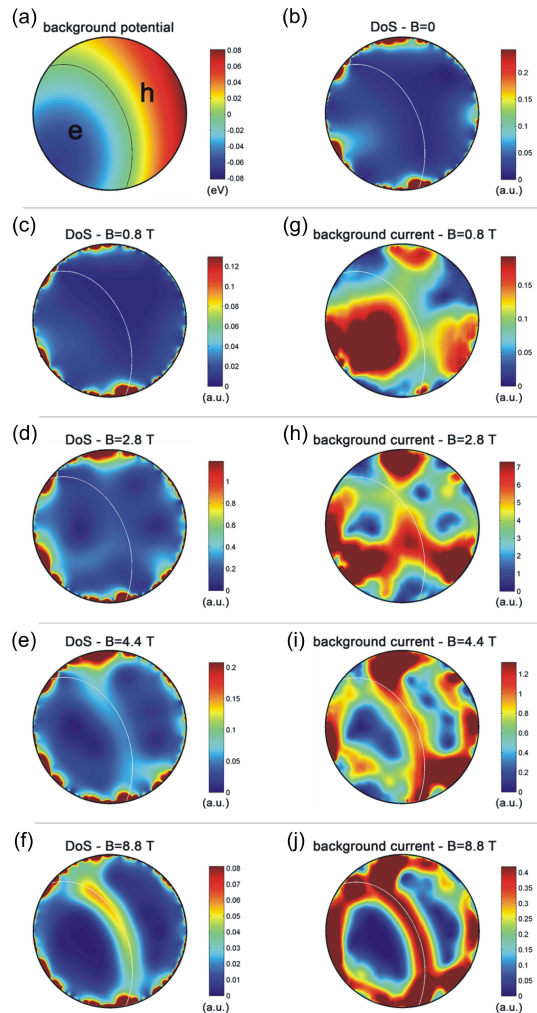 (a)
background potential
h
e
0.08
0.06
0.04
0.02
0
-0.02
-0.04
-0.06
-0.08
(eV)
(b)
DoS - B=0
0.2
0.15
0.1
0.05
0
(a.u.)
(c)
DoS - B=0.8 T
0.12
0.1
0.08
0.06
0.04
0.02
0
(a.u.)
(g)
background current - B=0.8 T
0.15
0.1
0.05
(a.u.)
(d)
DoS - B=2.8 T
1
0.8
0.6
0.4
0.2
0
(a.u.)
(h)
background current - B=2.8 T
7
6
5
4
3
2
1
(a.u.)
(e)
DoS - B=4.4 T
0.2
0.15
0.1
0.05
0
(a.u.)
(i)
background current - B=4.4 T
1.2
1
0.8
0.6
0.4
0.2
0
(a.u.)
(f)
DoS - B=8.8 T
0.08
0.07
0.06
0.05
0.04
0.03
0.02
0.01
0
(a.u.)
(j)
background current - B=8.8 T
0.4
0.35
0.3
0.25
0.2
0.15
0.1
0.05
0
(a.u.)